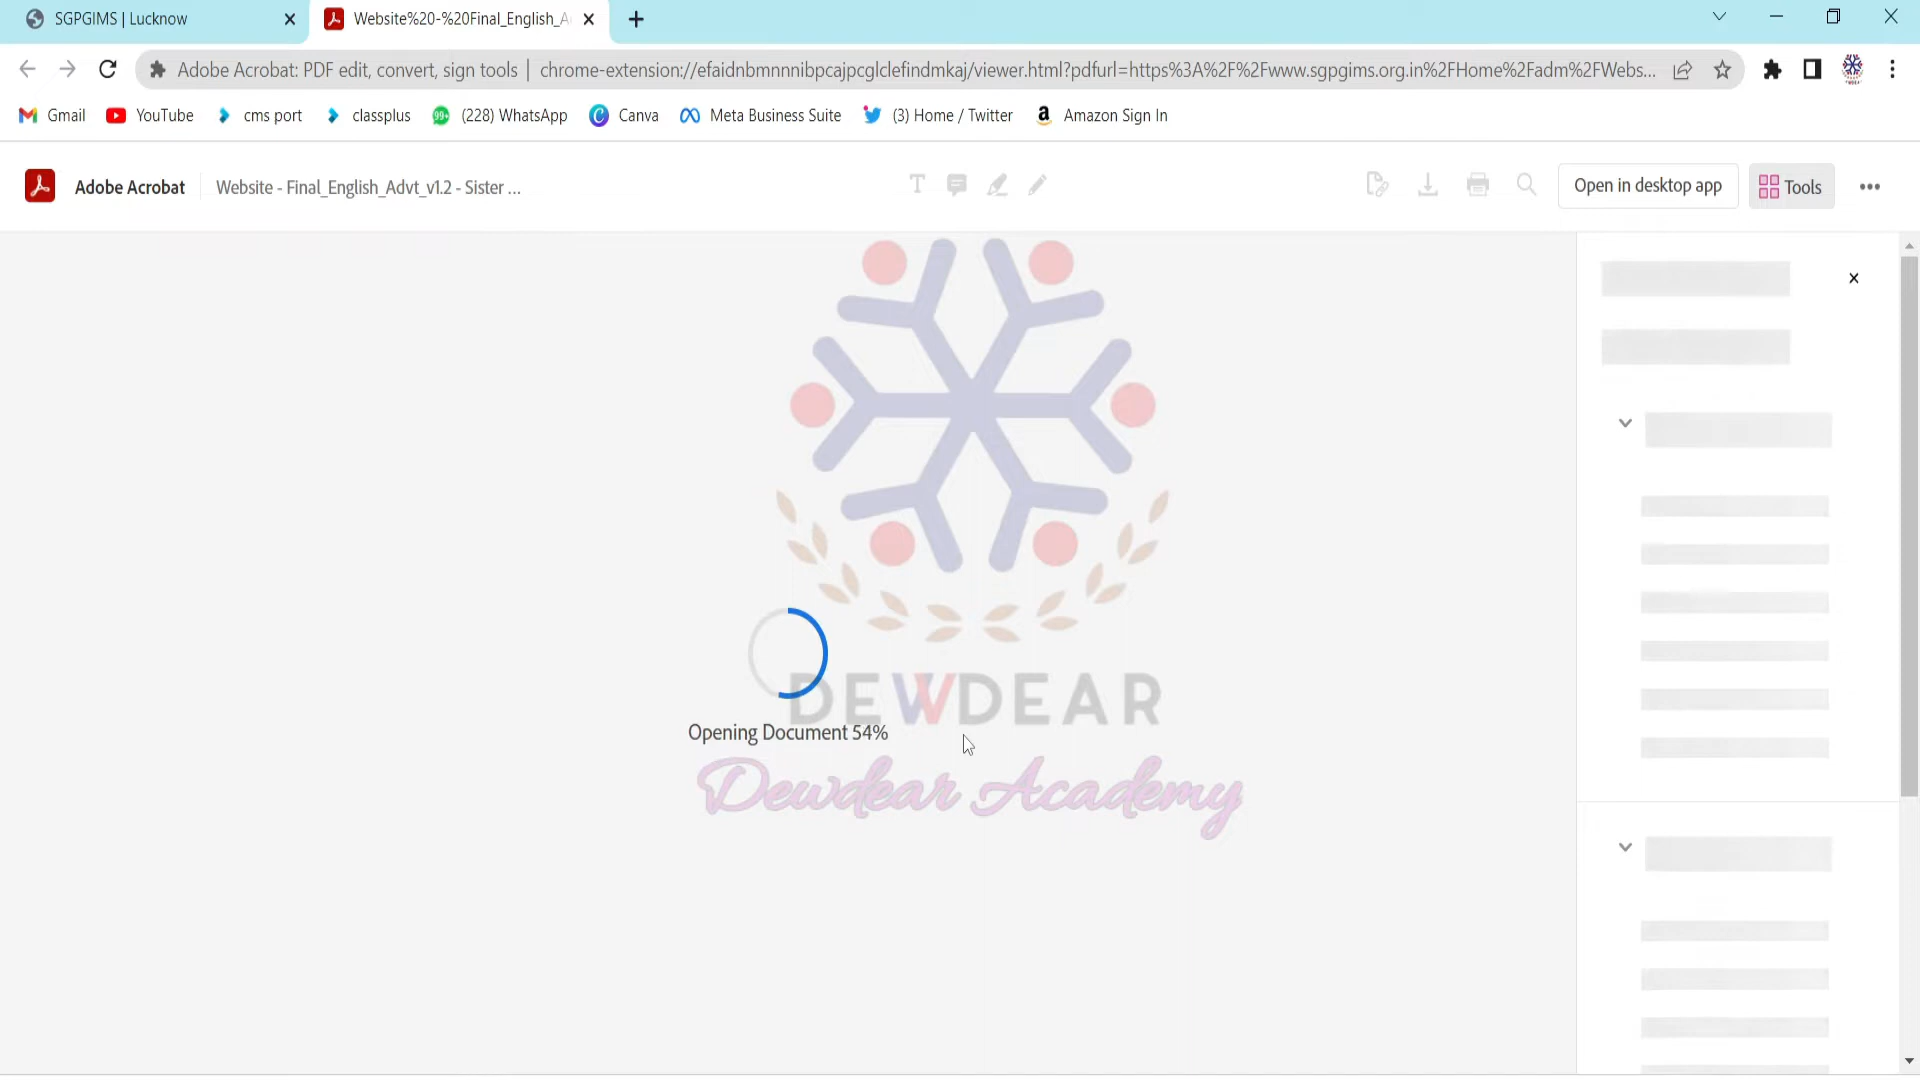 SGPGIMS | Lucknow
Website%20-%20Final_English_A
Adobe Acrobat: PDF edit, convert, sign tools | chrome-extension://efaidnbmnnnibpcajpcglclefindmkaj/viewer.html?pdfurl=https%3A%2F%2Fwww.sgpgims.org.in%2FHome%2Fadm%2FWebs...
Gmail YouTube cms port classplus 99+ (228) WhatsApp Canva Meta Business Suite (3) Home / Twitter Amazon Sign In
Adobe Acrobat Website - Final_English_Advt_v1.2 - Sister ... Open in desktop app Tools
DEWDEAR
Opening Document 54%
Dewdear Academy